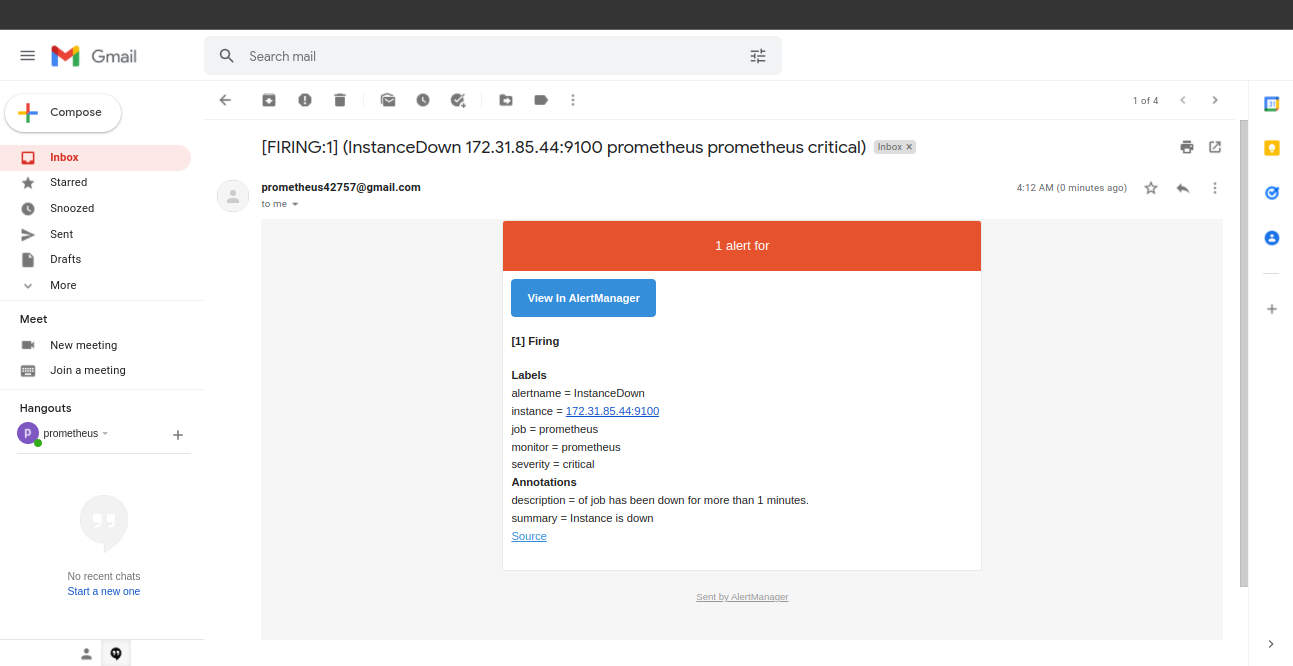 Gmail
Search mail
Compose
1 of 4
Inbox
Starred
Snoozed
Sent
Drafts
More
Meet
New meeting
Join a meeting
Hangouts
p prometheus
No recent chats
Start a new one
[FIRING:1] (InstanceDown 172.31.85.44:9100 prometheus prometheus critical) Inbox ×
prometheus42757@gmail.com 4:12 AM (0 minutes ago)
to me
1 alert for
View In AlertManager
[1] Firing
Labels
alertname = InstanceDown
instance = 172.31.85.44:9100
job = prometheus
monitor = prometheus
severity = critical
Annotations
description = of job has been down for more than 1 minutes.
summary = Instance is down
Source
Sent by AlertManager